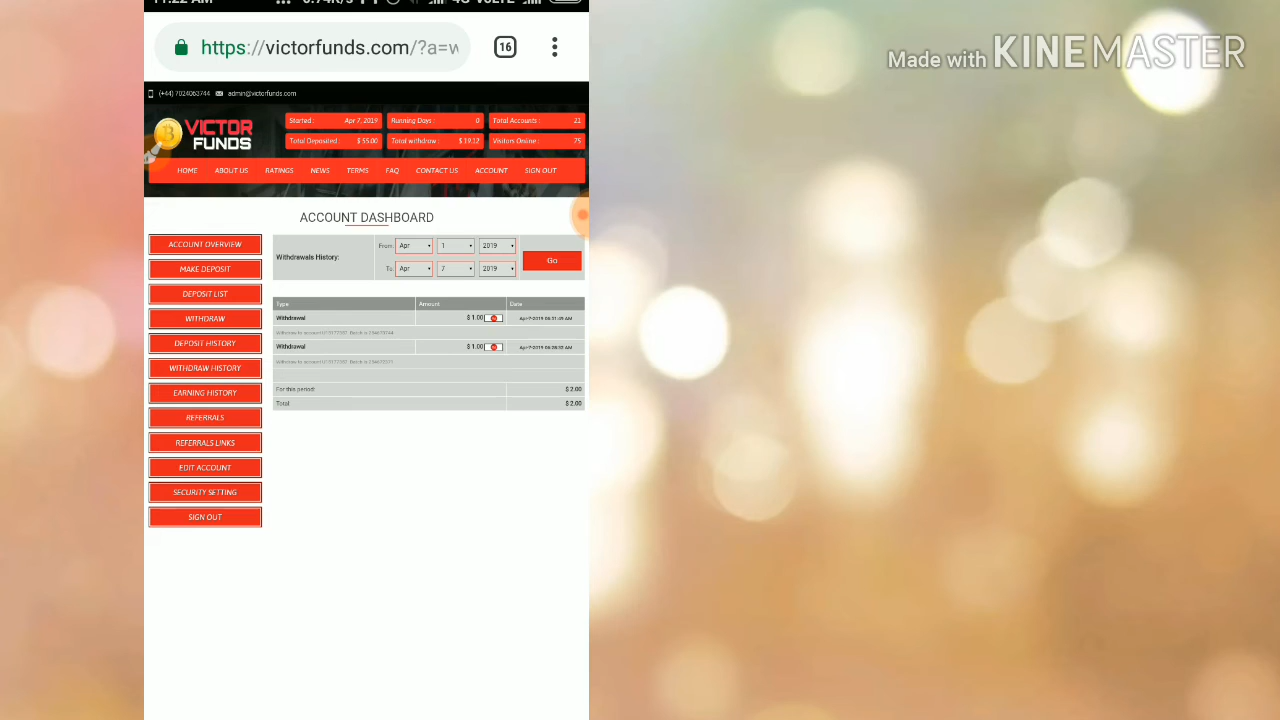 Made with KINEMASTER
16
https://victorfunds.com/?a=w
(+44) 7024063744 admin@victorfunds.com
VICTOR
FUNDS
Started : Apr 7, 2019 Running Days : 0 Total Accounts : 21
Total Deposited : $ 55.00 Total withdraw : $ 19.12 Visitors Online : 75
HOME ABOUT US RATINGS NEWS TERMS FAQ CONTACT US ACCOUNT SIGN OUT
ACCOUNT DASHBOARD
ACCOUNT OVERVIEW
MAKE DEPOSIT
DEPOSIT LIST
WITHDRAW
DEPOSIT HISTORY
WITHDRAW HISTORY
EARNING HISTORY
REFERRALS
REFERRALS LINKS
EDIT ACCOUNT
SECURITY SETTING
SIGN OUT
Withdrawals History:
From: Apr 1 2019
To: Apr 7 2019
Go
Type Amount Date
Withdrawal $ 1.00
Withdrawal $ 1.00
For this period: $ 2.00
Total $ 2.00